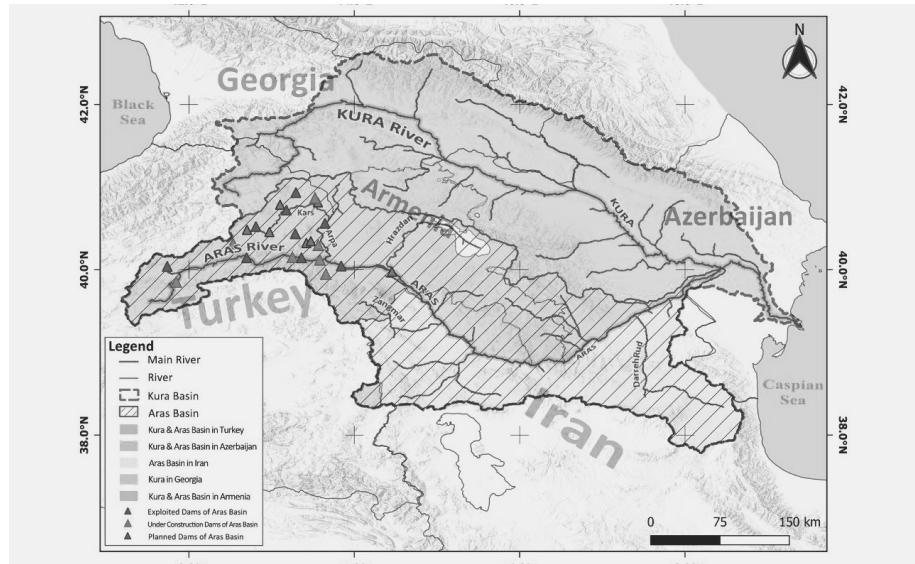 N
42.0°N
42.0°N
Georgia
Black
Sea
KURA River
Armenia
Kars
Arpa
Hrazdan
KURA
Azerbaijan
ARAS River
40.0°N
40.0°N
Turkey
ARAS
Zangmar
ARAS
DarrehRud
Iran
Caspian
Sea
38.0°N
38.0°N
Legend
Main River
River
Kura Basin
Aras Basin
Kura & Aras Basin in Turkey
Kura & Aras Basin in Azerbaijan
Aras Basin in Iran
Kura in Georgia
Kura & Aras Basin in Armenia
Exploited Dams of Aras Basin
Under Construction Dams of Aras Basin
Planned Dams of Aras Basin
0 75 150 km